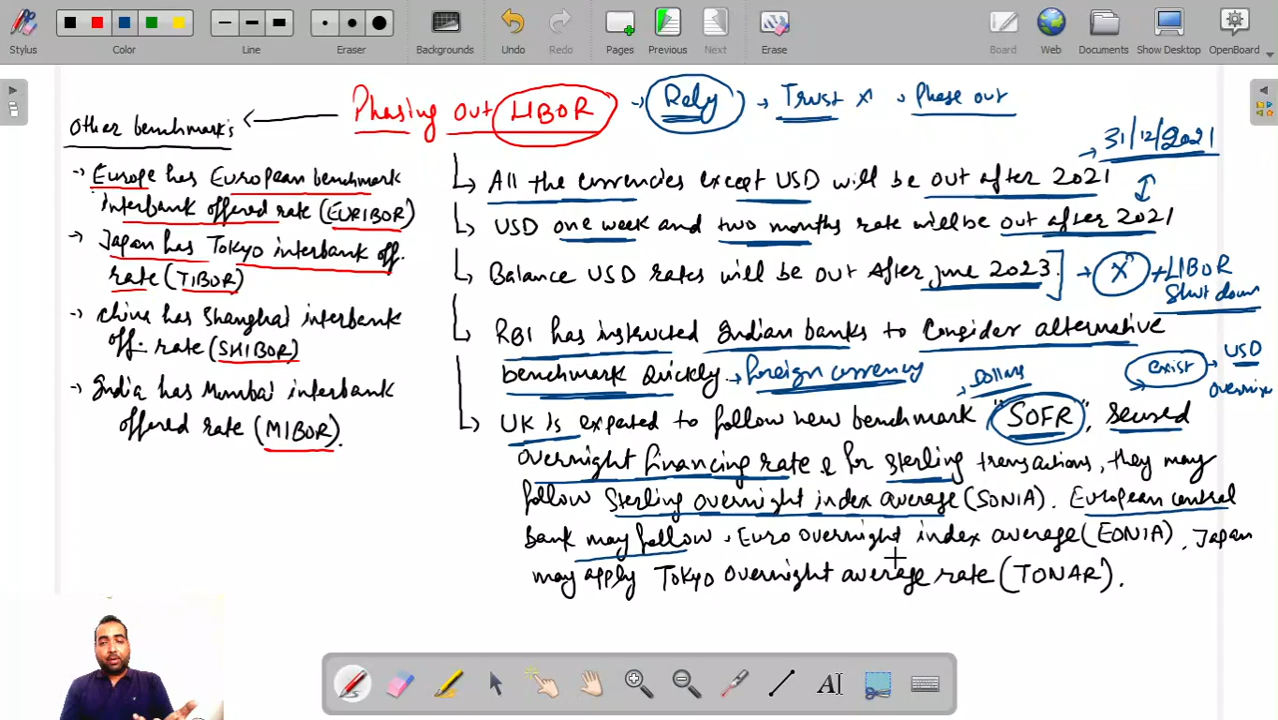 Stylus
Color
Line
Eraser
Backgrounds
Undo
Redo
Pages
Previous
Next
Erase
Board
Web
Documents
Show Desktop
OpenBoard
Phasing out LIBOR → Rely → Trust x → Phase out
Other benchmark's
→ Europe has European benchmark
interbank offered rate (EURIBOR)
→ Japan has Tokyo interbank off.
rate (TIBOR)
→ China has Shanghai interbank
off. rate (SHIBOR)
→ India has Mumbai interbank
offered rate (MIBOR).
→ 31/12/2021
All the currencies except USD will be out after 2021
USD one week and two months rate will be out after 2021
Balance USD rates will be out After June 2023. → X → LIBOR
Shut down
RBI has instructed Indian banks to Consider alternative
benchmark Quickly → foreign currency
exist → USD
→ Dollars
UK is expected to follow new benchmark "SOFR", secused
overnight financing rate & for sterling transactions, they may
follow Sterling overnight index average (SONIA). European central
bank may follow . Euro overnight index average (EONIA). Japan
may apply Tokyo overnight average rate (TONAR).